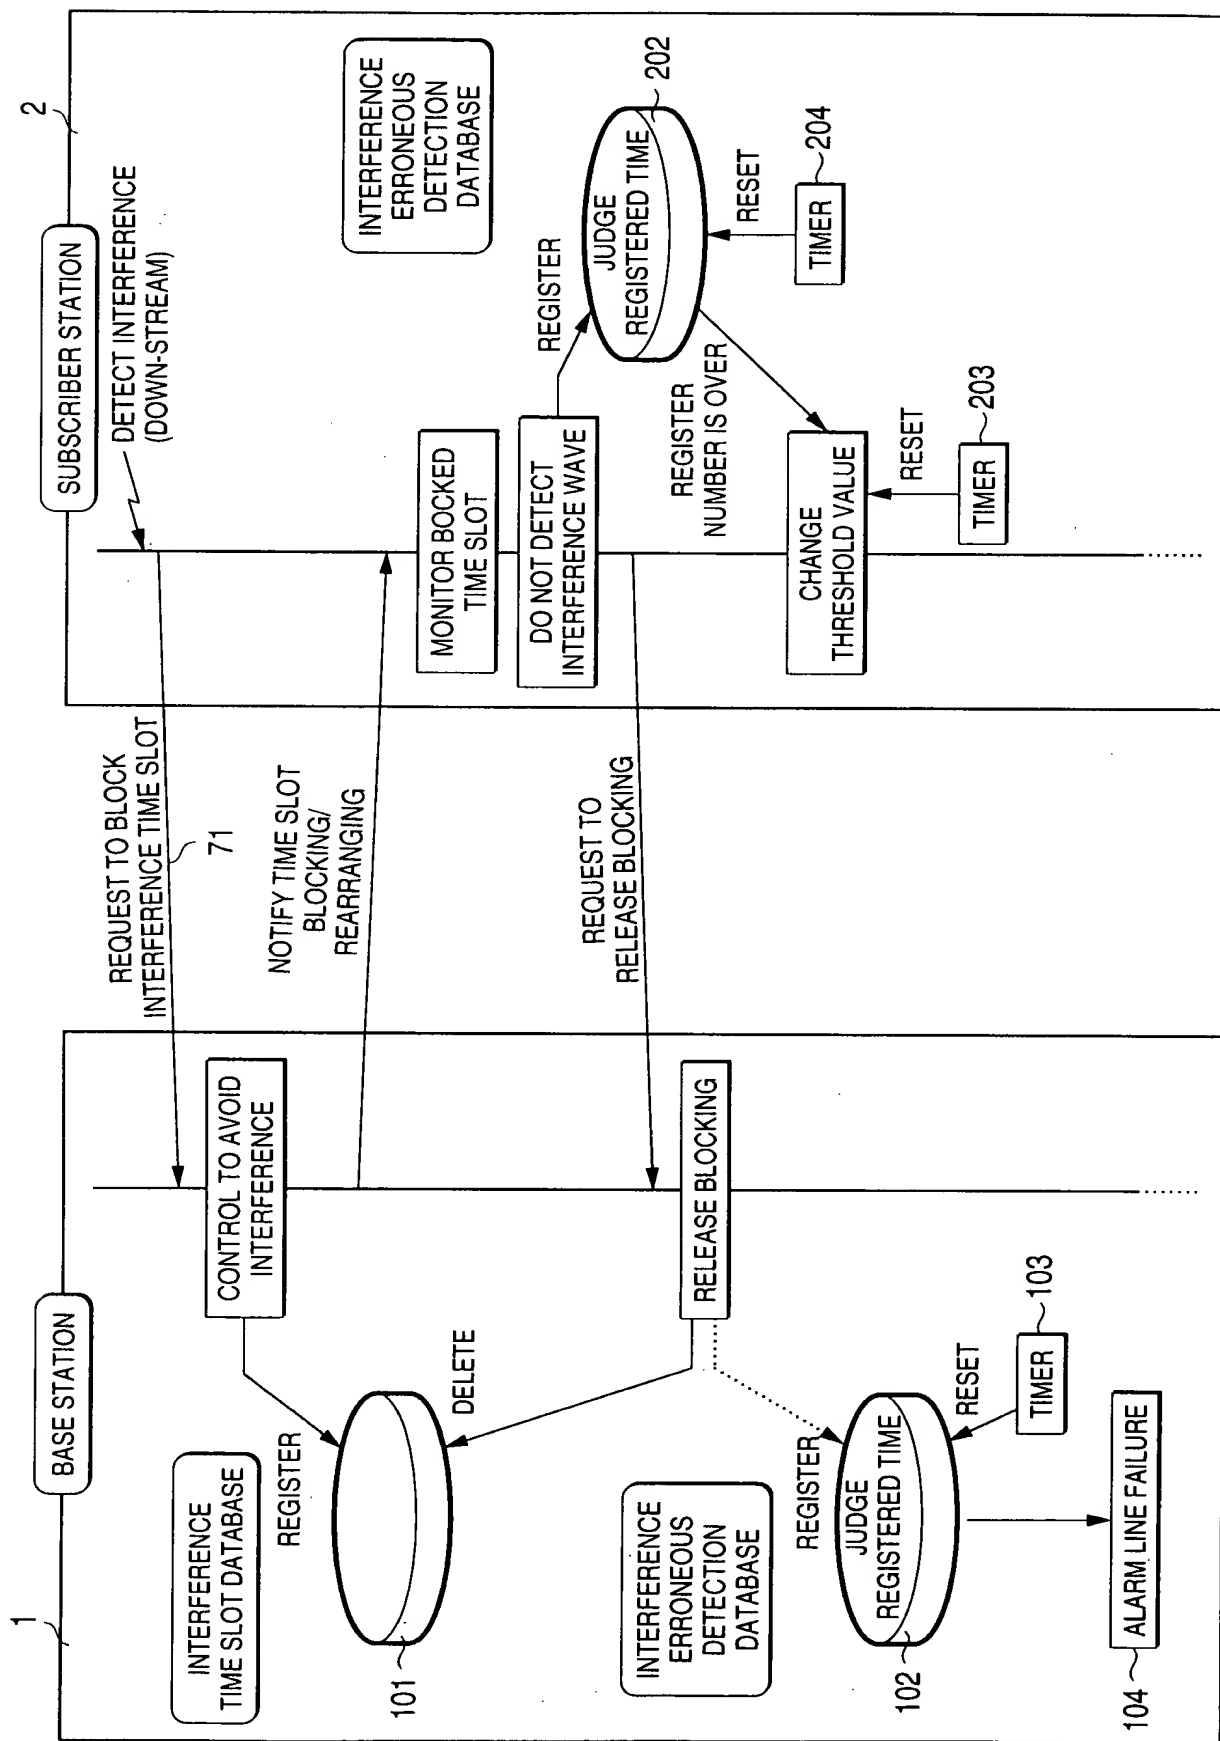 1
BASE STATION
INTERFERENCE
TIME SLOT DATABASE
REGISTER
101
CONTROL TO AVOID
INTERFERENCE
DELETE
INTERFERENCE
ERRONEOUS
DETECTION
DATABASE
RELEASE BLOCKING
REGISTER
JUDGE
REGISTERED TIME
102
RESET
TIMER
103
ALARM LINE FAILURE
104
REQUEST TO BLOCK
INTERFERENCE TIME SLOT
71
NOTIFY TIME SLOT
BLOCKING/
REARRANGING
REQUEST TO
RELEASE BLOCKING
2
SUBSCRIBER STATION
DETECT INTERFERENCE
(DOWN-STREAM)
INTERFERENCE
ERRONEOUS
DETECTION
DATABASE
MONITOR BOCKED
TIME SLOT
DO NOT DETECT
INTERFERENCE WAVE
REGISTER
JUDGE
REGISTERED TIME
202
RESET
TIMER
204
REGISTER
NUMBER IS OVER
CHANGE
THRESHOLD VALUE
RESET
TIMER
203